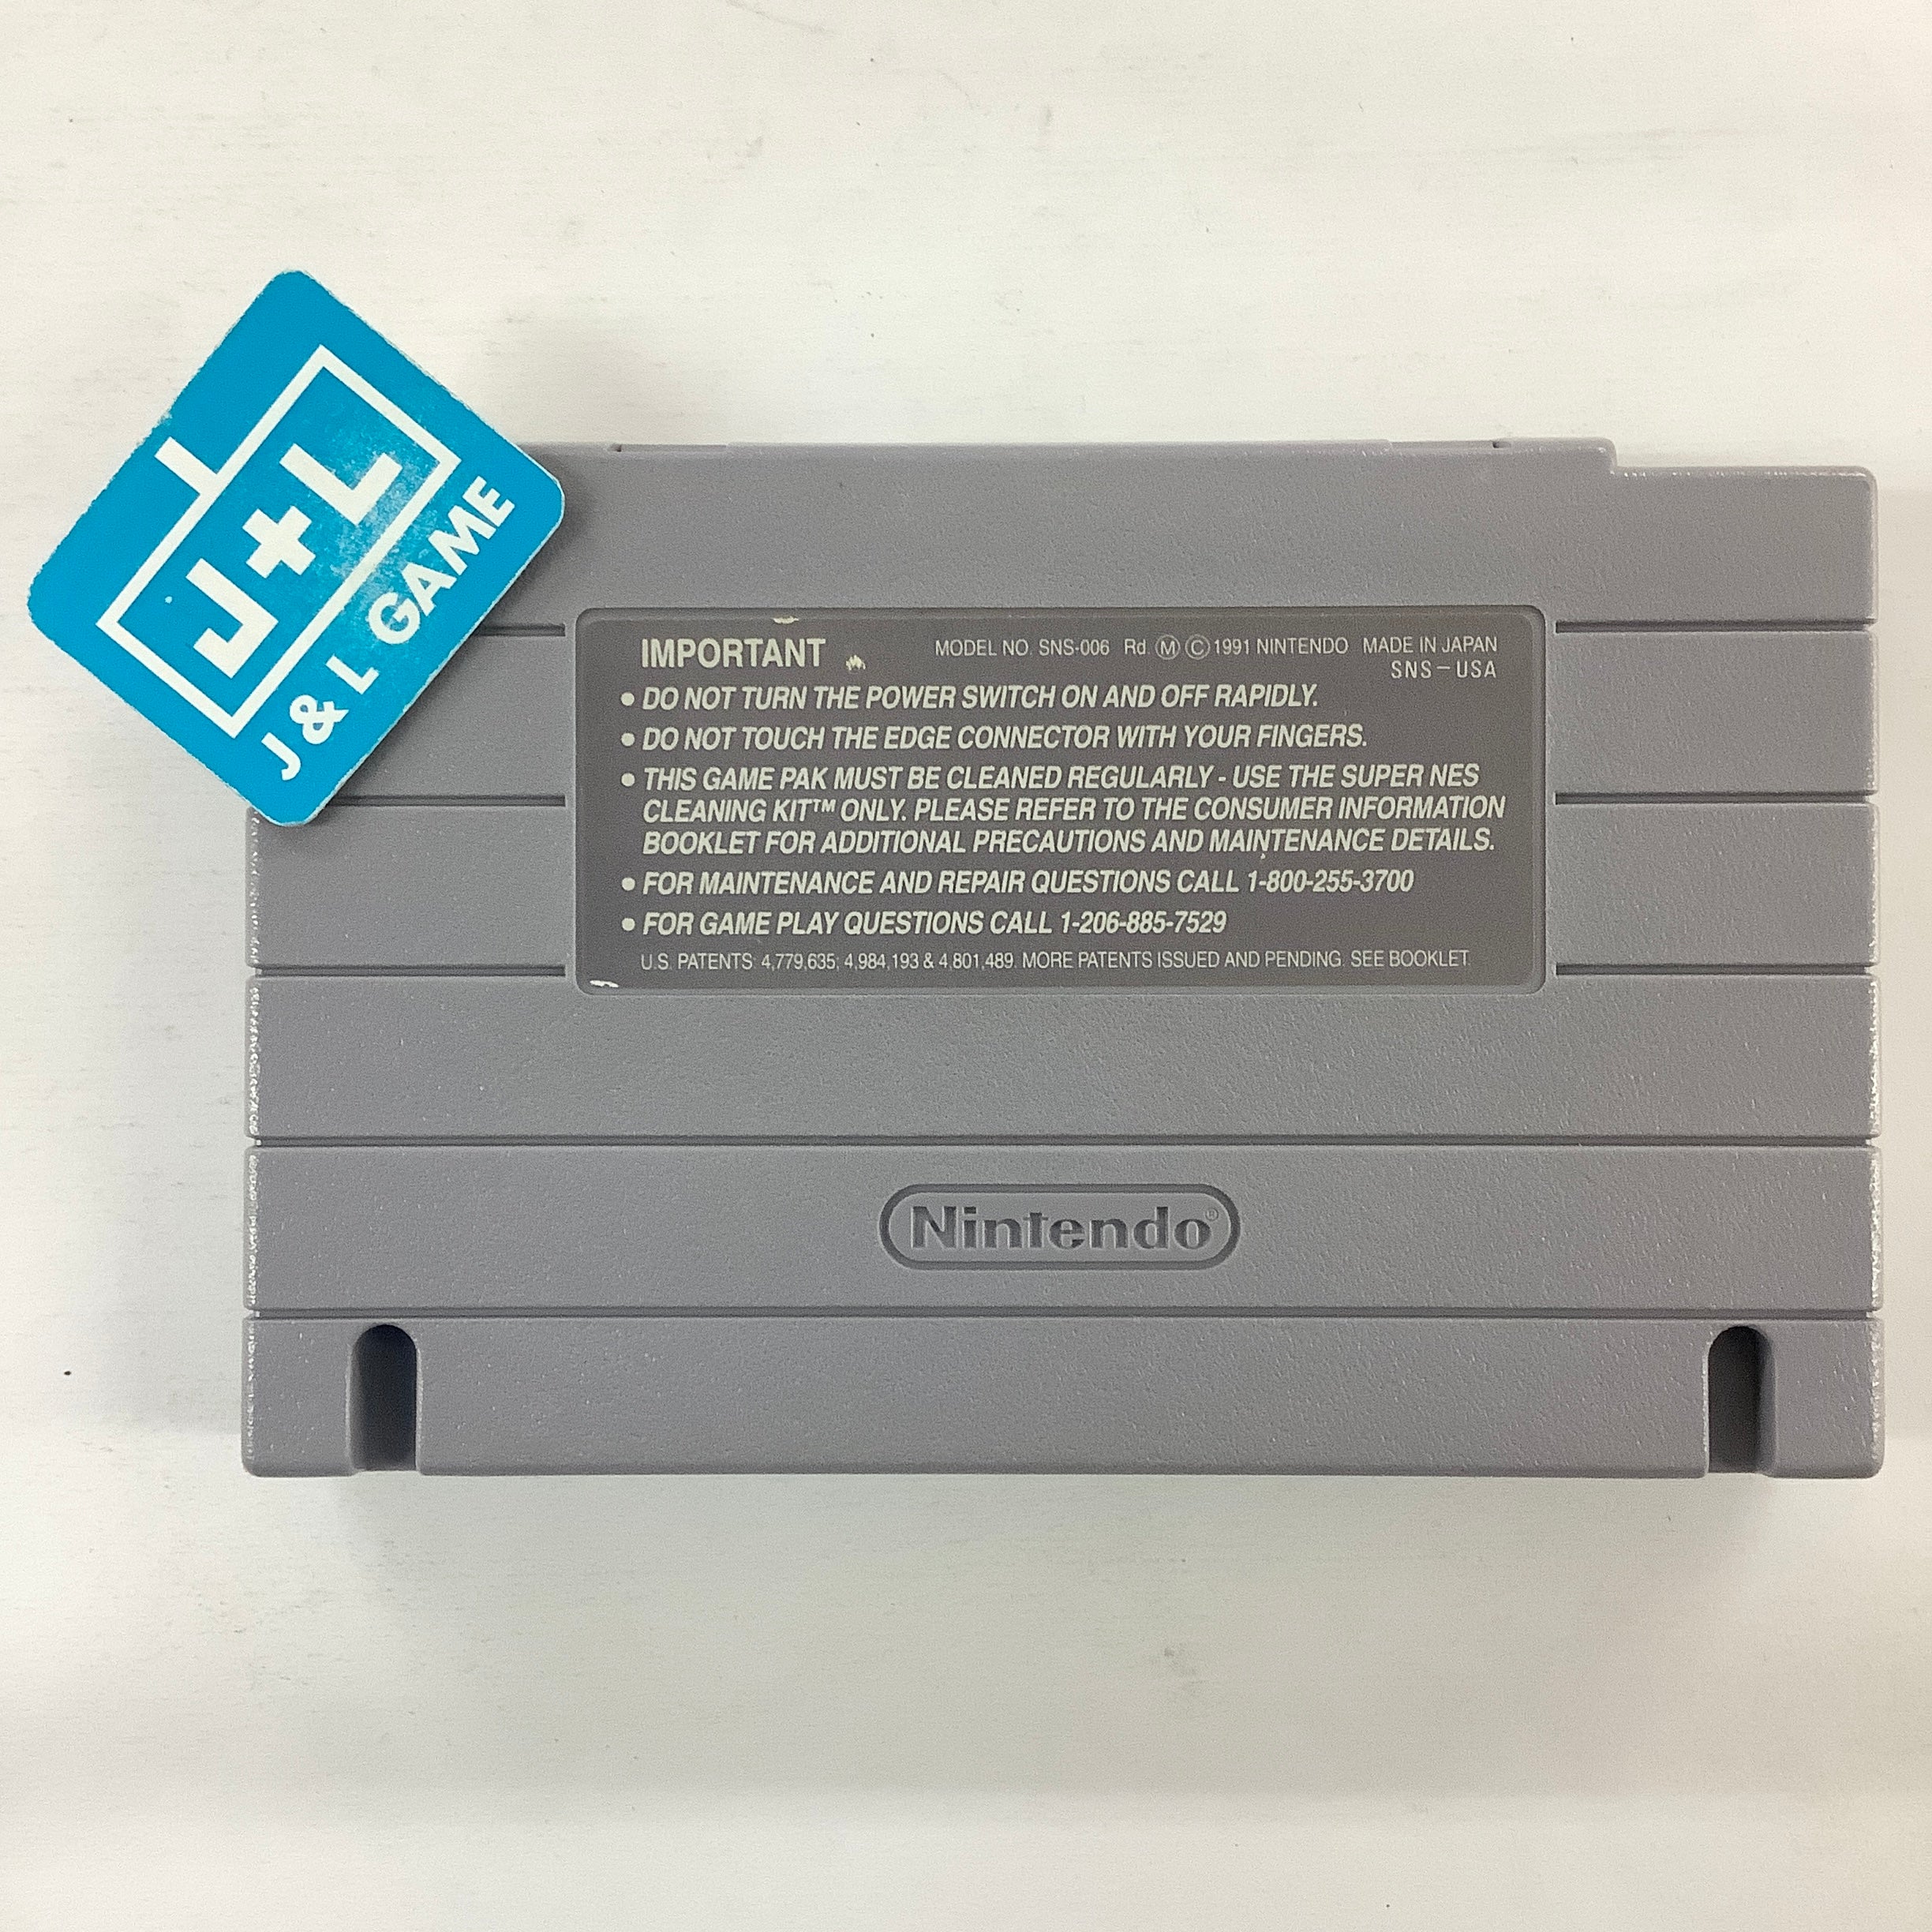 J+L
J & L GAME
IMPORTANT MODEL NO. SNS-006 Rd. Ⓜ Ⓒ 1991 NINTENDO MADE IN JAPAN
SNS-USA
• DO NOT TURN THE POWER SWITCH ON AND OFF RAPIDLY.
• DO NOT TOUCH THE EDGE CONNECTOR WITH YOUR FINGERS.
• THIS GAME PAK MUST BE CLEANED REGULARLY - USE THE SUPER NES
CLEANING KIT™ ONLY. PLEASE REFER TO THE CONSUMER INFORMATION
BOOKLET FOR ADDITIONAL PRECAUTIONS AND MAINTENANCE DETAILS.
• FOR MAINTENANCE AND REPAIR QUESTIONS CALL 1-800-255-3700
• FOR GAME PLAY QUESTIONS CALL 1-206-885-7529
U.S. PATENTS: 4,779,635; 4,984,193 & 4,801,489. MORE PATENTS ISSUED AND PENDING. SEE BOOKLET.
Nintendo®